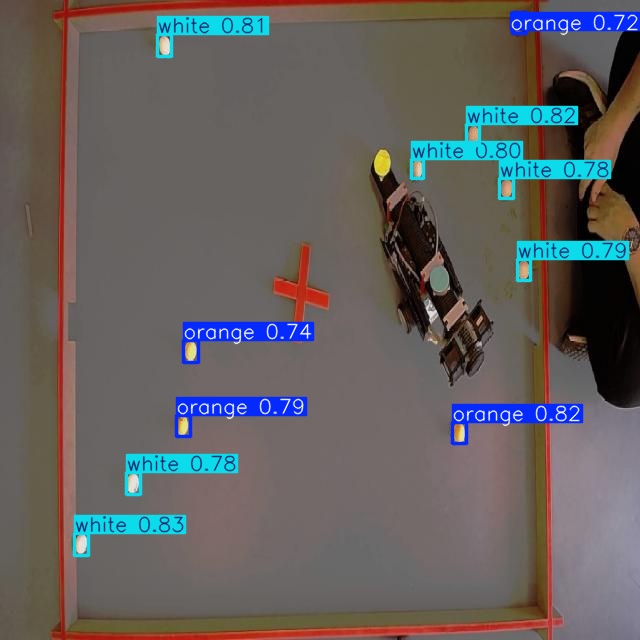 white 0.81
orange 0.72
white 0.82
white 0.80
white 0.78
white 0.79
orange 0.74
orange 0.79
orange 0.82
white 0.78
white 0.83